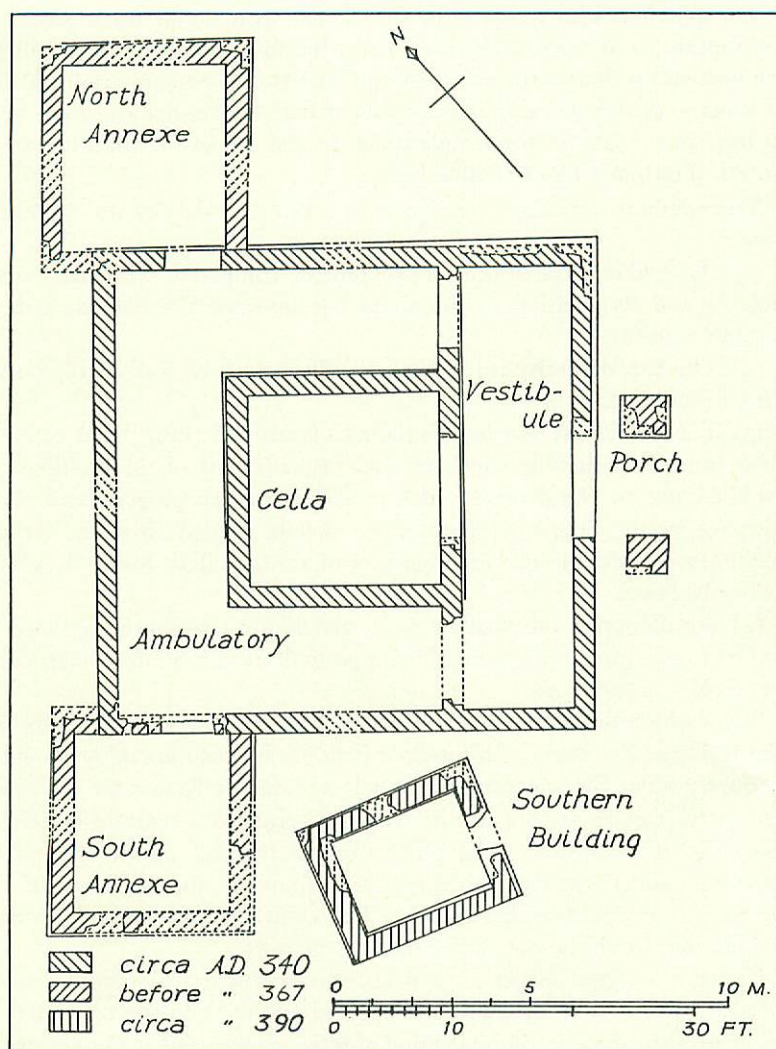 N
North
Annexe
Vestib-
ule
Porch
Cella
Ambulatory
Southern
Building
South
Annexe
circa A.D. 340
before " 367
circa " 390
0 5 10 M.
0 10 30 FT.